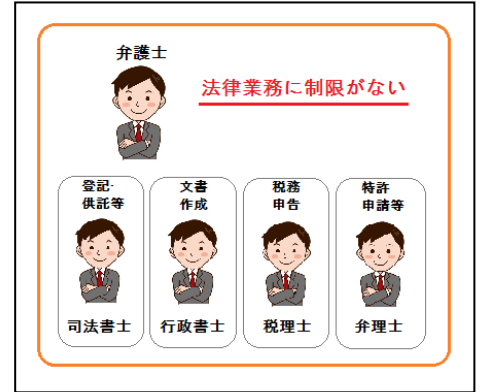 弁護士
法律業務に制限がない
登記・
供託等
司法書士
文書
作成
行政書士
税務
申告
税理士
特許
申請等
弁理士